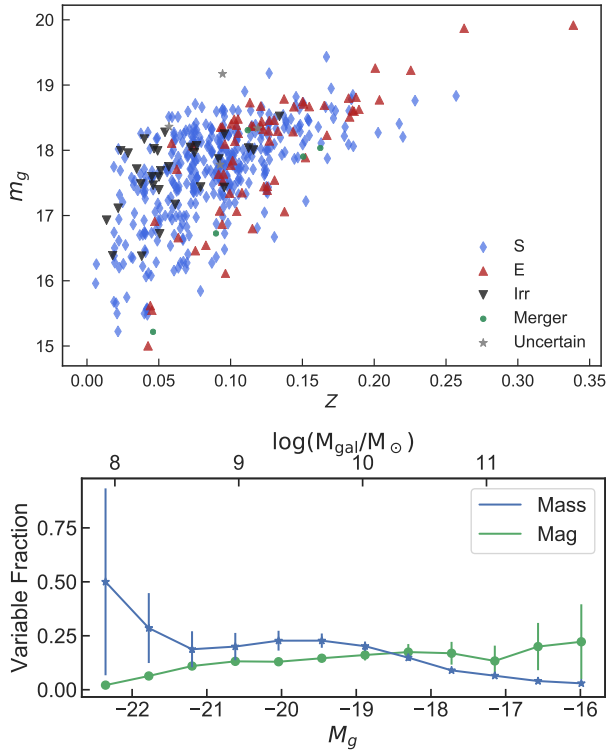 20
19
18
17
16
15
m_g
0.00 0.05 0.10 0.15 0.20 0.25 0.30 0.35
Z
S
E
Irr
Merger
Uncertain
log(M_gal/M_⊙)
8 9 10 11
Mass
Mag
0.75
0.50
0.25
0.00
Variable Fraction
−22 −21 −20 −19 −18 −17 −16
M_g